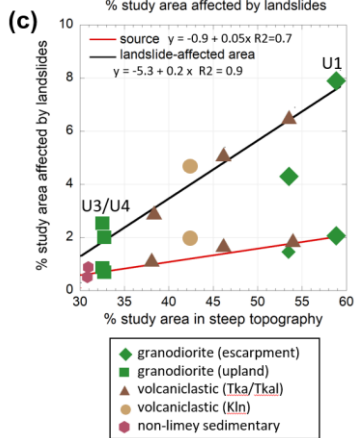 % study area affected by landslides
(c)
10
8
6
4
2
0
% study area affected by landslides
source y = -0.9 + 0.05x R2=0.7
landslide-affected area
y = -5.3 + 0.2 x R2 = 0.9
U1
U3/U4
30 40 50 60
% study area in steep topography
granodiorite (escarpment)
granodiorite (upland)
volcaniclastic (Tka/Tkal)
volcaniclastic (Kln)
non-limey sedimentary